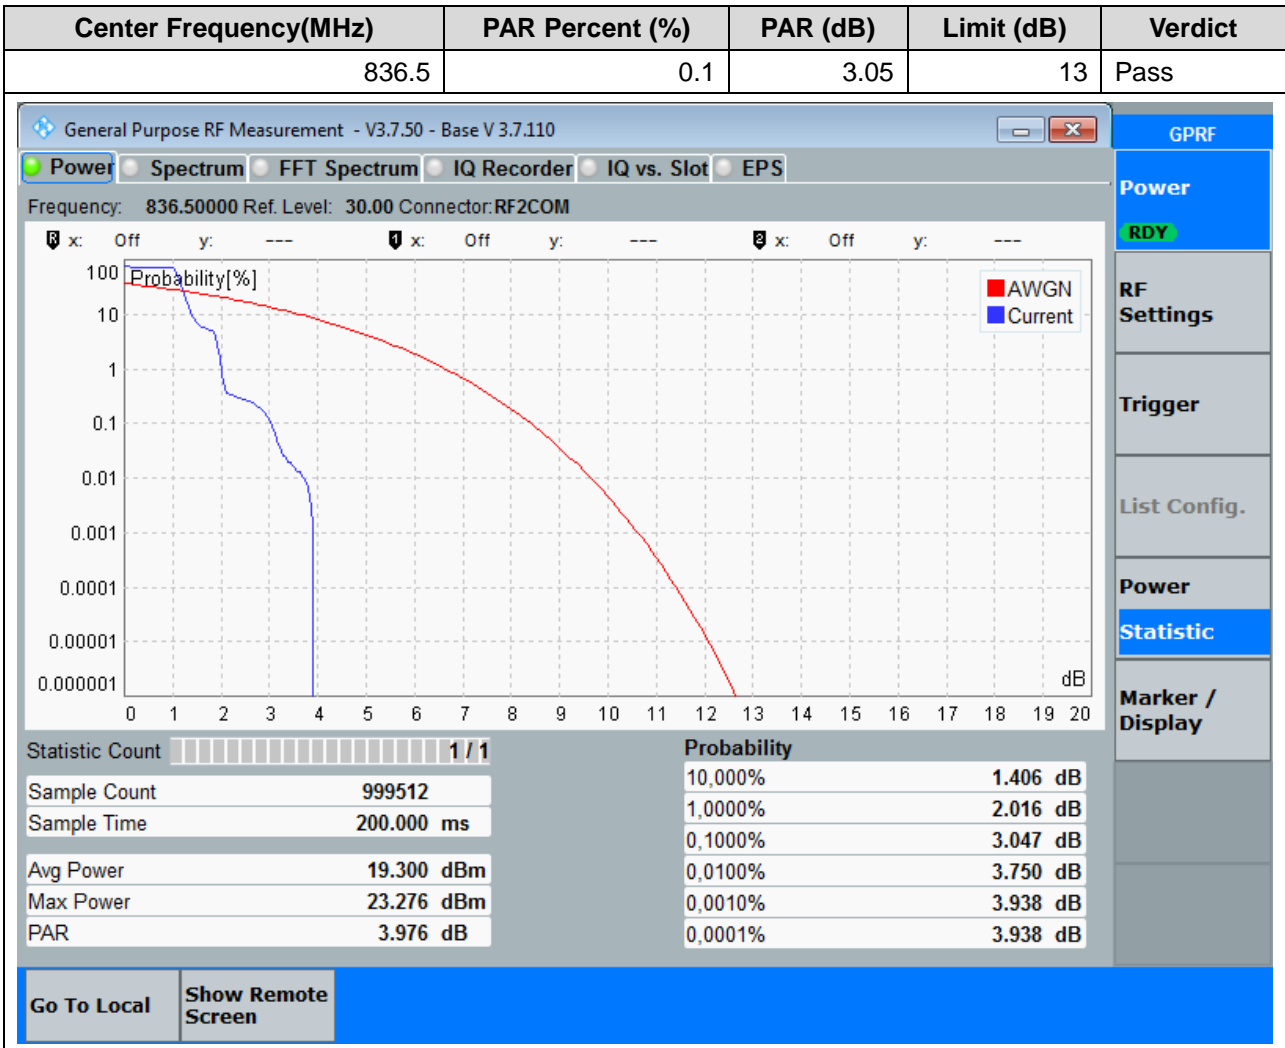 Center Frequency(MHz) PAR Percent (%) PAR (dB) Limit (dB) Verdict
836.5 0.1 3.05 13 Pass
General Purpose RF Measurement - V3.7.50 - Base V 3.7.110
GPRF
Power Spectrum FFT Spectrum IQ Recorder IQ vs. Slot EPS
Power
RDY
Frequency: 836.50000 Ref. Level: 30.00 Connector: RF2COM
R x: Off y: --- 1 x: Off y: --- 2 x: Off y: ---
Probability[%]
AWGN
Current
100
10
1
0.1
0.01
0.001
0.0001
0.00001
0.000001
dB
0 1 2 3 4 5 6 7 8 9 10 11 12 13 14 15 16 17 18 19 20
RF
Settings
Trigger
List Config.
Power
Statistic
Marker /
Display
Statistic Count 1 / 1
Sample Count 999512
Sample Time 200.000 ms
Avg Power 19.300 dBm
Max Power 23.276 dBm
PAR 3.976 dB
Probability
10,000% 1.406 dB
1,0000% 2.016 dB
0,1000% 3.047 dB
0,0100% 3.750 dB
0,0010% 3.938 dB
0,0001% 3.938 dB
Go To Local
Show Remote
Screen